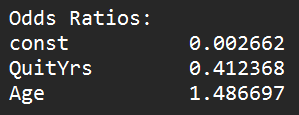 Odds Ratios:
const 0.002662
QuitYrs 0.412368
Age 1.486697